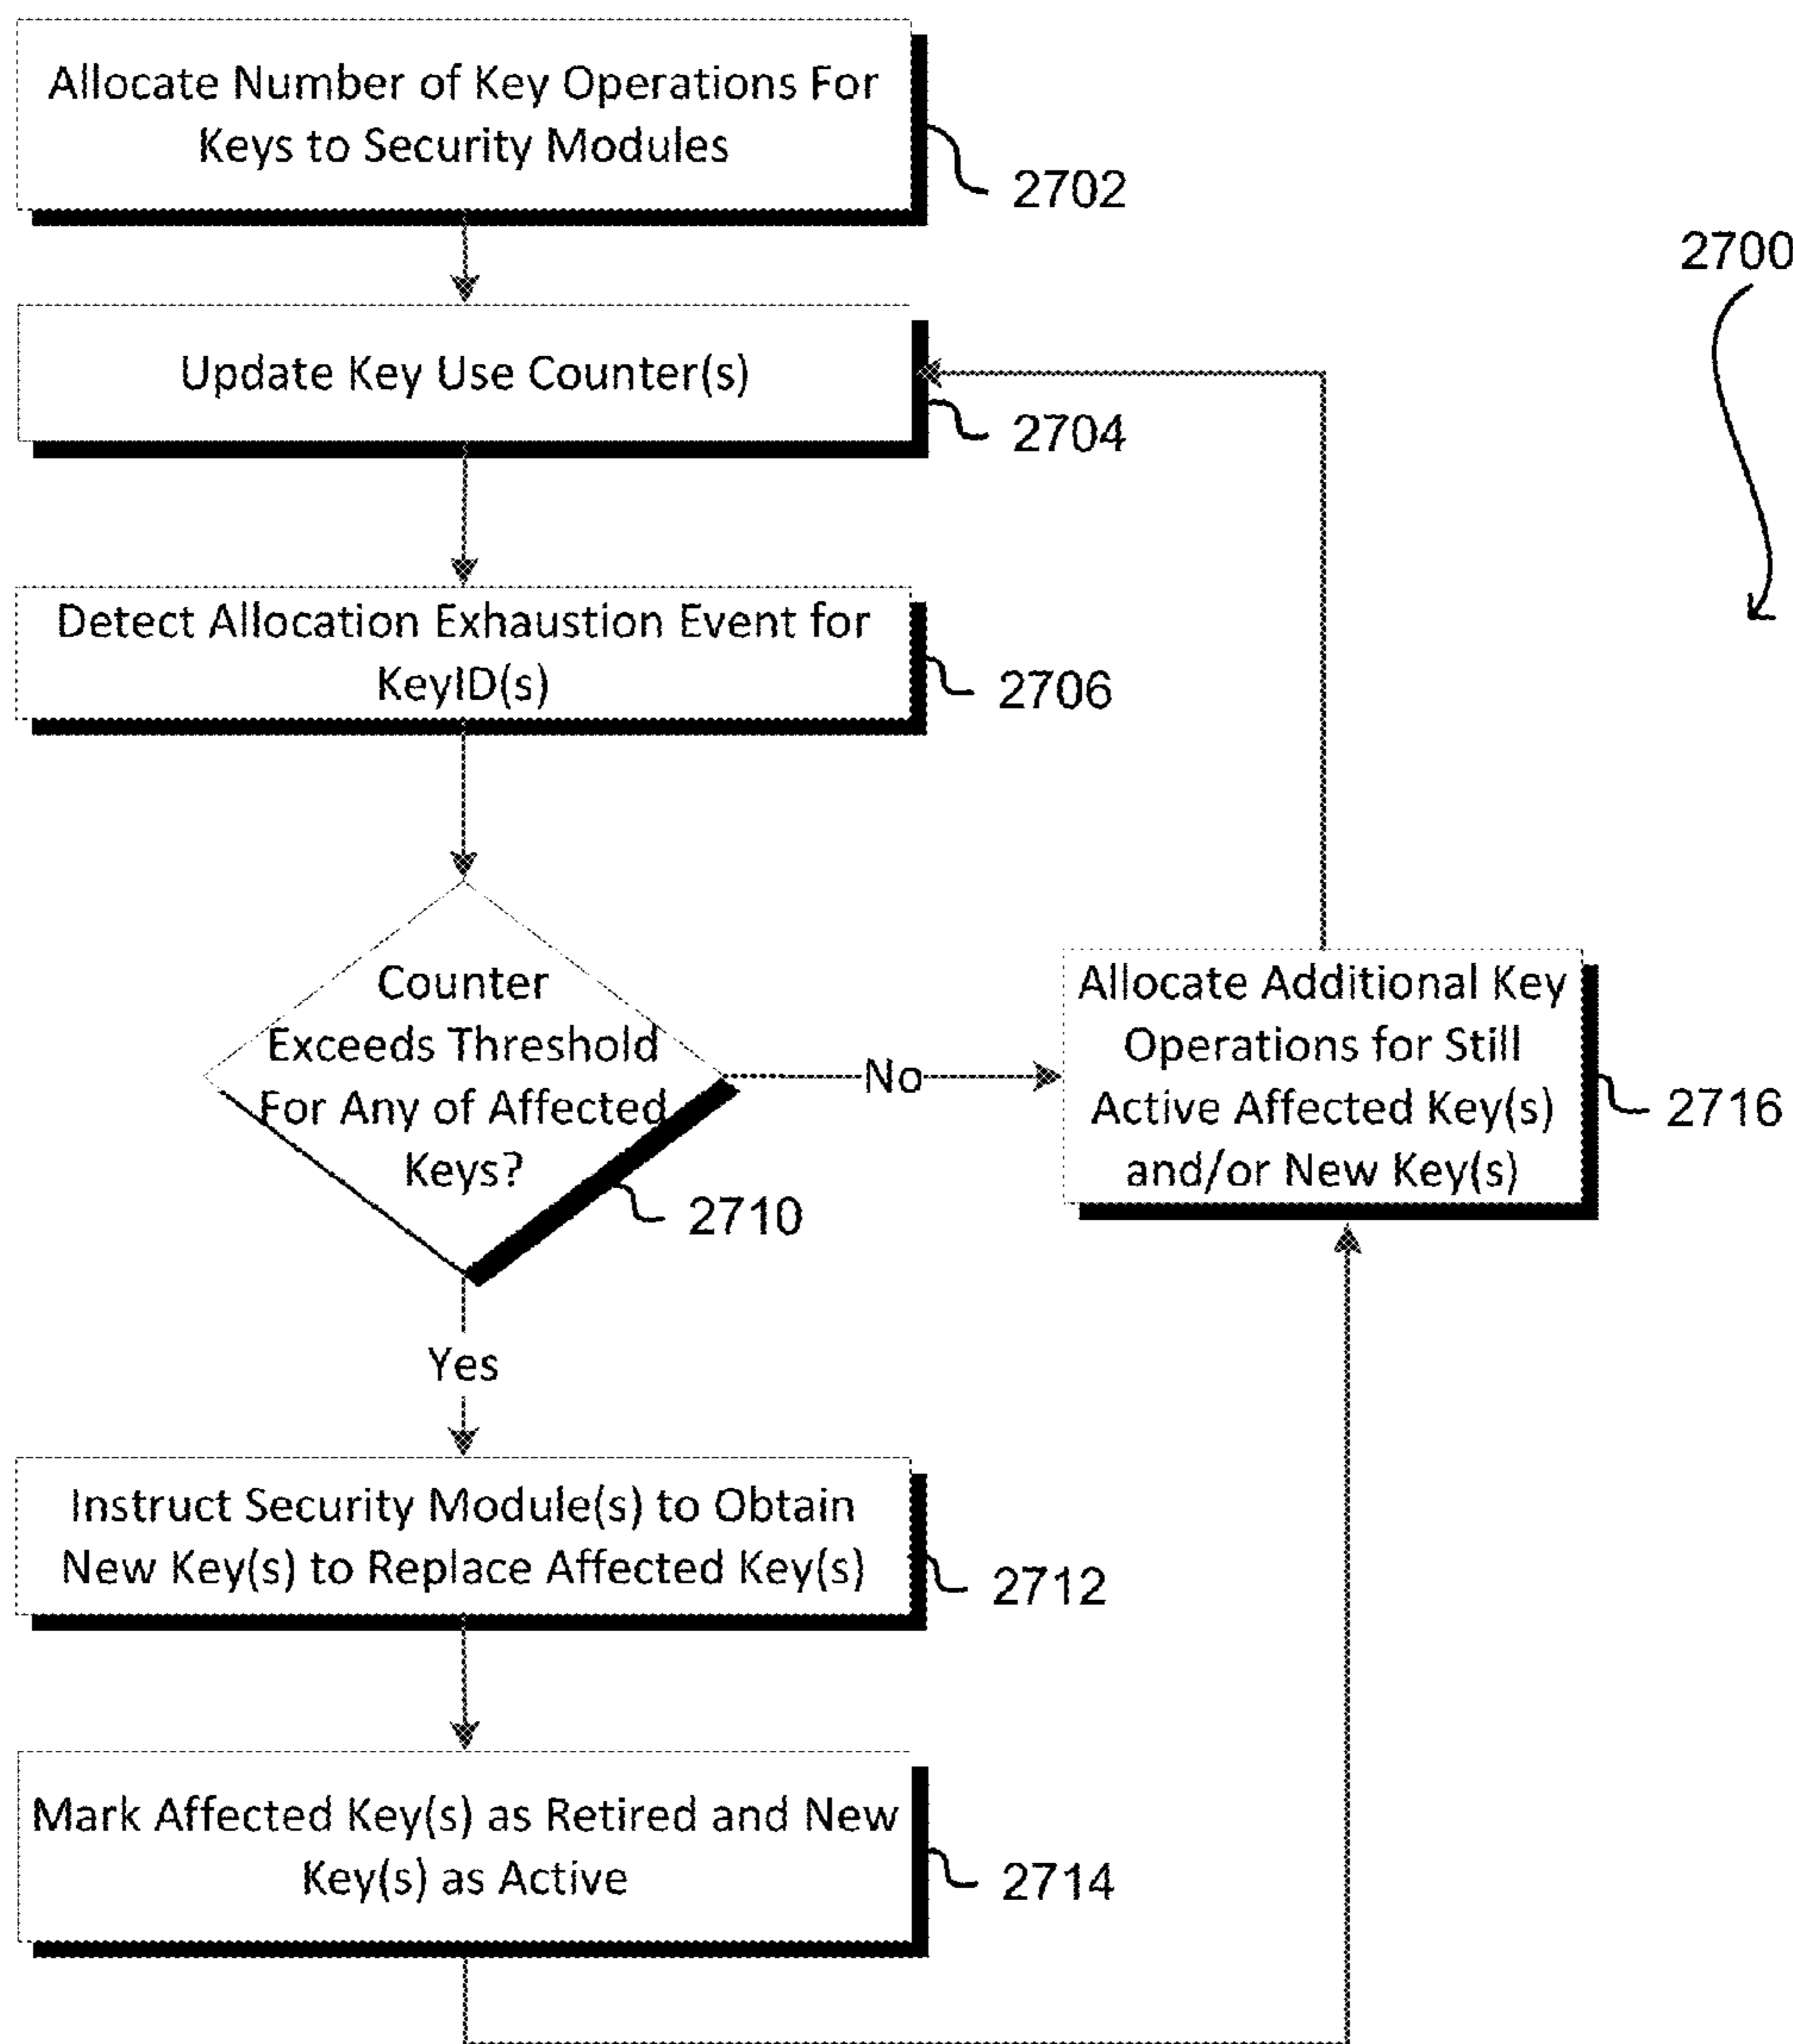 Allocate Number of Key Operations For
Keys to Security Modules
2702
2700
Update Key Use Counter(s)
2704
Detect Allocation Exhaustion Event for
KeyID(s)
2706
Counter
Exceeds Threshold
For Any of Affected
Keys?
2710
No
Allocate Additional Key
Operations for Still
Active Affected Key(s)
and/or New Key(s)
2716
Yes
Instruct Security Module(s) to Obtain
New Key(s) to Replace Affected Key(s)
2712
Mark Affected Key(s) as Retired and New
Key(s) as Active
2714